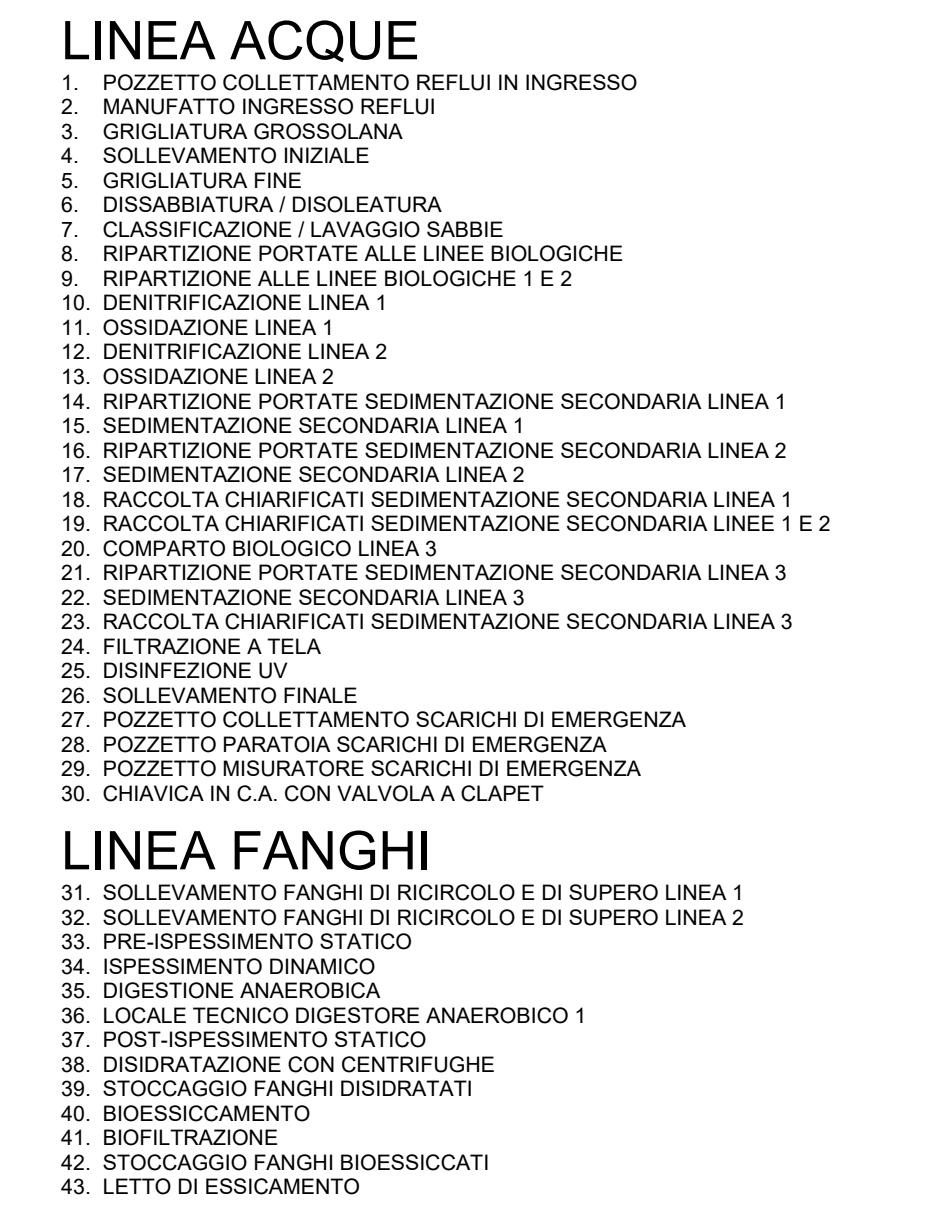 LINEA ACQUE
1. POZZETTO COLLETTAMENTO REFLUI IN INGRESSO
2. MANUFATTO INGRESSO REFLUI
3. GRIGLIATURA GROSSOLANA
4. SOLLEVAMENTO INIZIALE
5. GRIGLIATURA FINE
6. DISSABBIATURA / DISOLEATURA
7. CLASSIFICAZIONE / LAVAGGIO SABBIE
8. RIPARTIZIONE PORTATE ALLE LINEE BIOLOGICHE
9. RIPARTIZIONE ALLE LINEE BIOLOGICHE 1 E 2
10. DENITRIFICAZIONE LINEA 1
11. OSSIDAZIONE LINEA 1
12. DENITRIFICAZIONE LINEA 2
13. OSSIDAZIONE LINEA 2
14. RIPARTIZIONE PORTATE SEDIMENTAZIONE SECONDARIA LINEA 1
15. SEDIMENTAZIONE SECONDARIA LINEA 1
16. RIPARTIZIONE PORTATE SEDIMENTAZIONE SECONDARIA LINEA 2
17. SEDIMENTAZIONE SECONDARIA LINEA 2
18. RACCOLTA CHIARIFICATI SEDIMENTAZIONE SECONDARIA LINEA 1
19. RACCOLTA CHIARIFICATI SEDIMENTAZIONE SECONDARIA LINEE 1 E 2
20. COMPARTO BIOLOGICO LINEA 3
21. RIPARTIZIONE PORTATE SEDIMENTAZIONE SECONDARIA LINEA 3
22. SEDIMENTAZIONE SECONDARIA LINEA 3
23. RACCOLTA CHIARIFICATI SEDIMENTAZIONE SECONDARIA LINEA 3
24. FILTRAZIONE A TELA
25. DISINFEZIONE UV
26. SOLLEVAMENTO FINALE
27. POZZETTO COLLETTAMENTO SCARICHI DI EMERGENZA
28. POZZETTO PARATOIA SCARICHI DI EMERGENZA
29. POZZETTO MISURATORE SCARICHI DI EMERGENZA
30. CHIAVICA IN C.A. CON VALVOLA A CLAPET
LINEA FANGHI
31. SOLLEVAMENTO FANGHI DI RICIRCOLO E DI SUPERO LINEA 1
32. SOLLEVAMENTO FANGHI DI RICIRCOLO E DI SUPERO LINEA 2
33. PRE-ISPESSIMENTO STATICO
34. ISPESSIMENTO DINAMICO
35. DIGESTIONE ANAEROBICA
36. LOCALE TECNICO DIGESTORE ANAEROBICO 1
37. POST-ISPESSIMENTO STATICO
38. DISIDRATAZIONE CON CENTRIFUGHE
39. STOCCAGGIO FANGHI DISIDRATATI
40. BIOESSICCAMENTO
41. BIOFILTRAZIONE
42. STOCCAGGIO FANGHI BIOESSICCATI
43. LETTO DI ESSICAMENTO